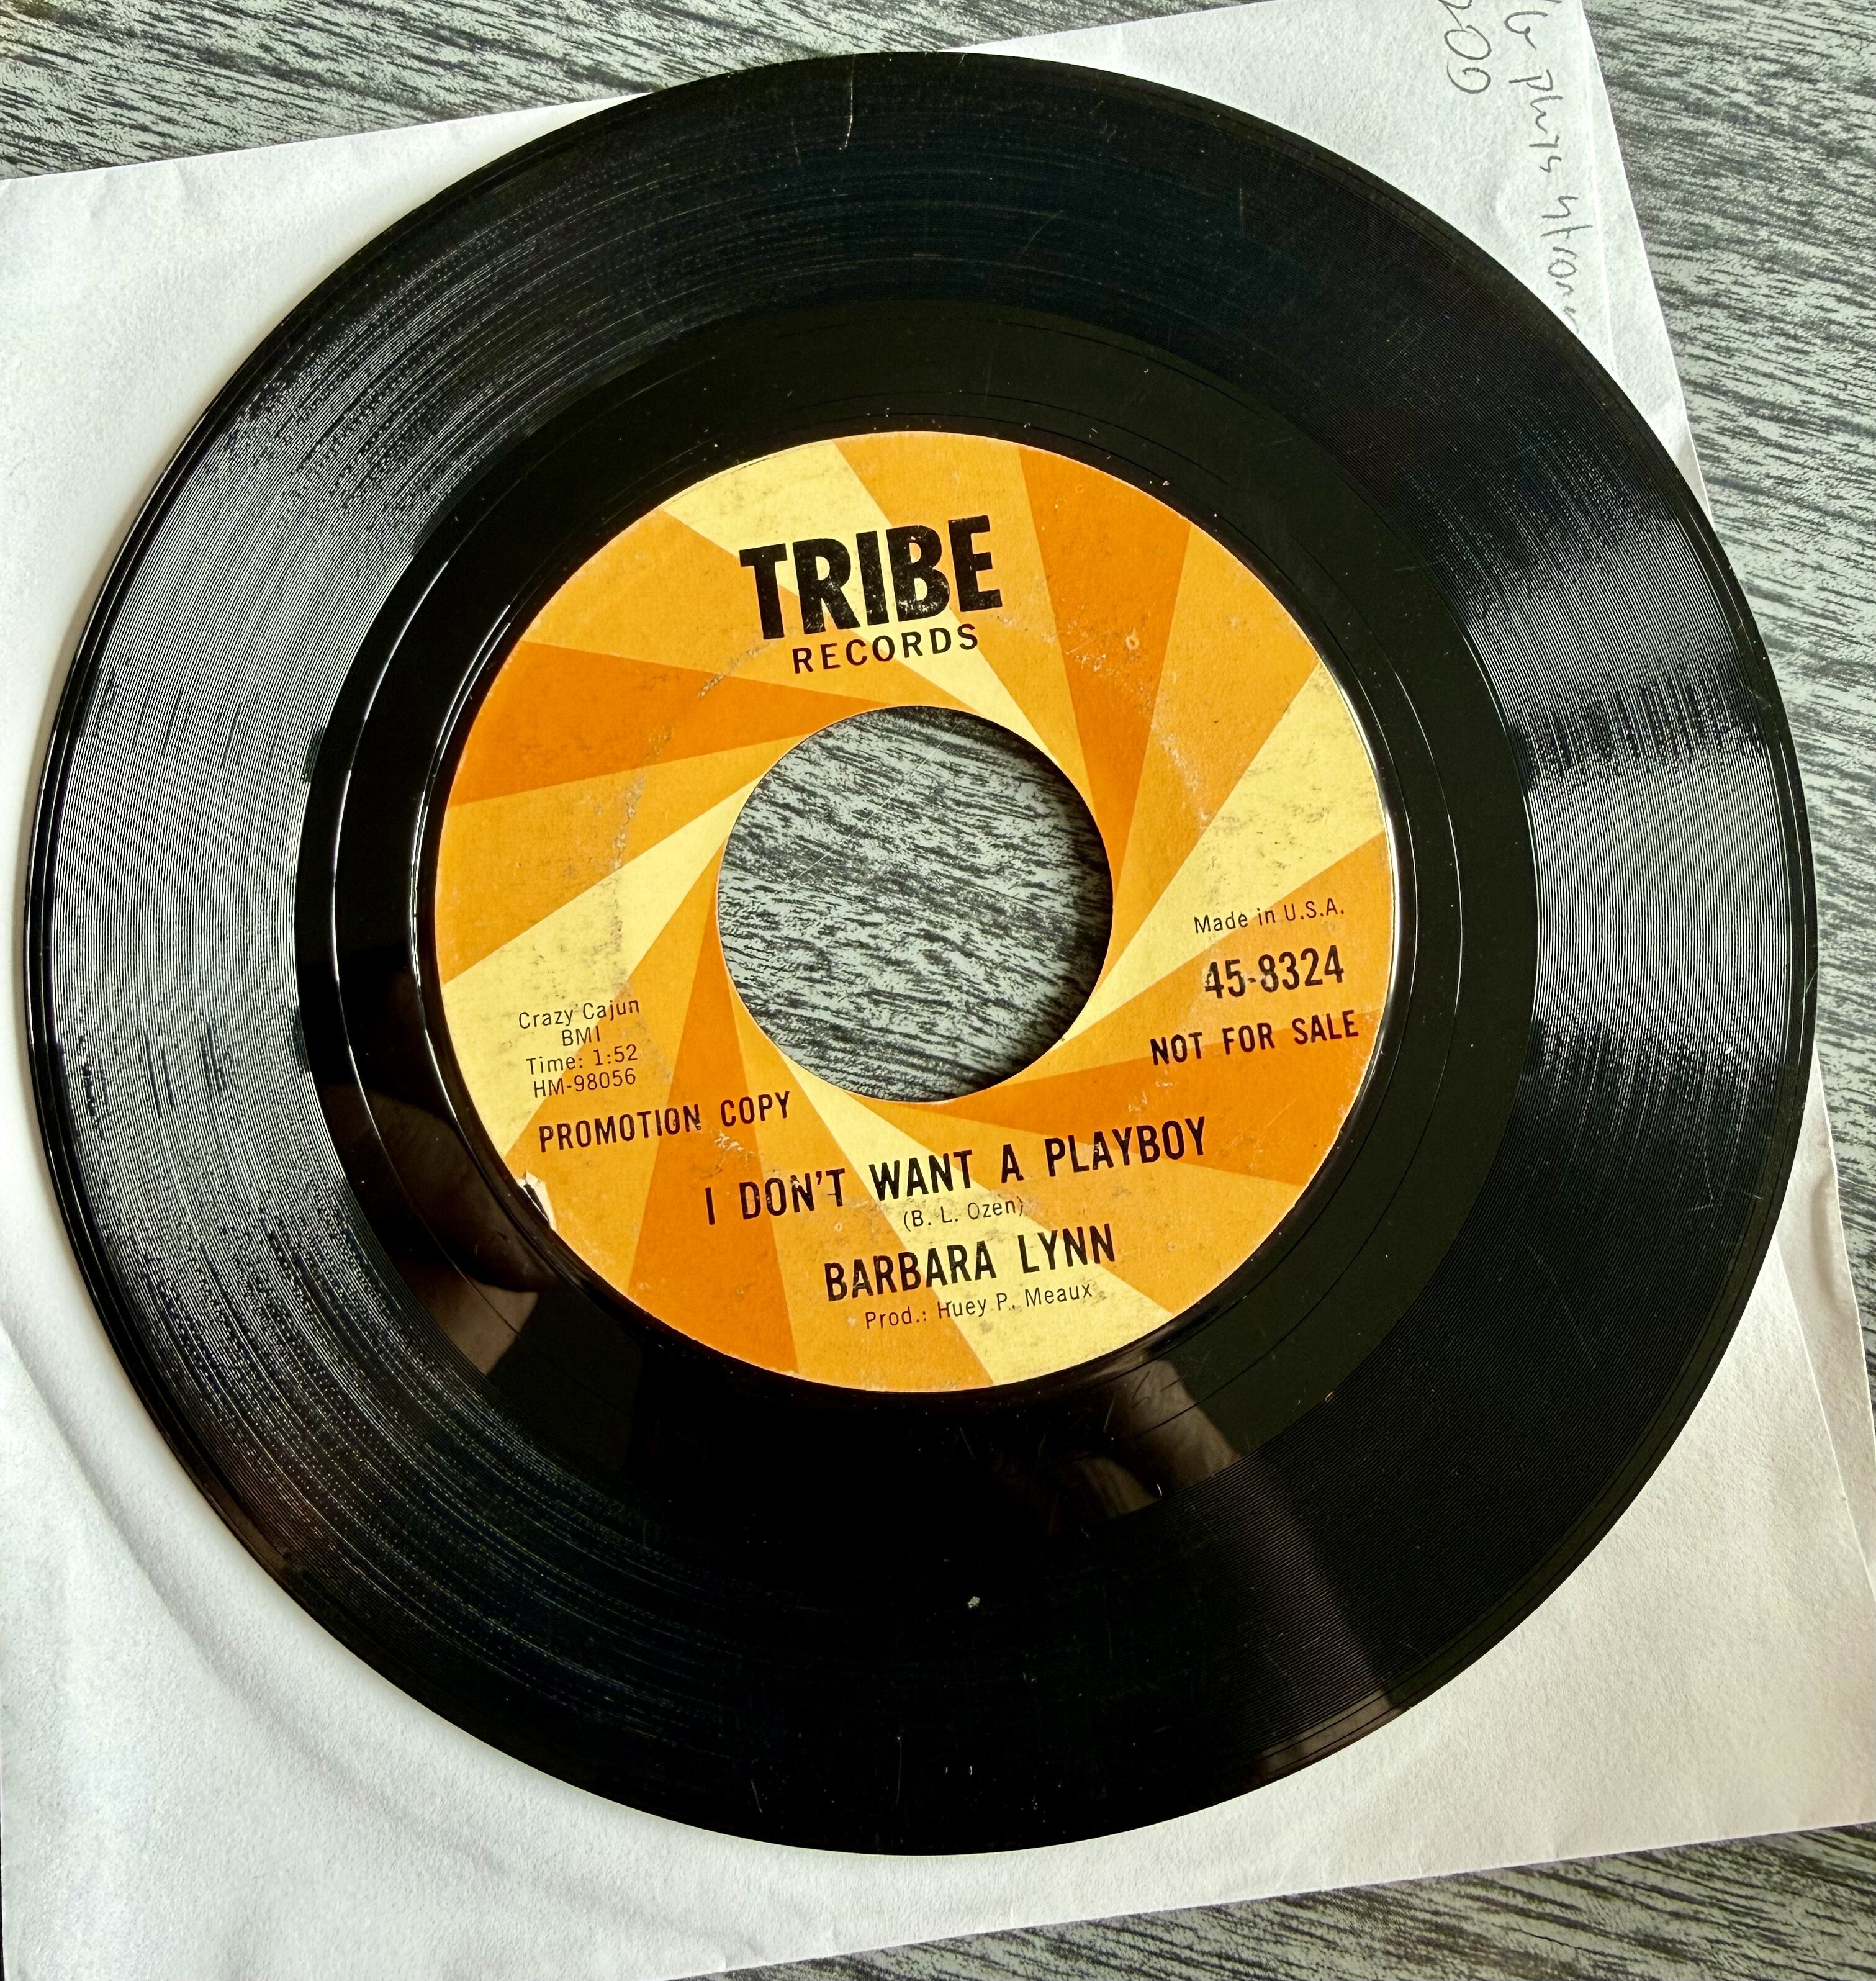 TRIBE
RECORDS
Made in U.S.A.
45-8324
NOT FOR SALE
Crazy Cajun
BMI
Time: 1:52
HM-98056
PROMOTION COPY
I DON'T WANT A PLAYBOY
(B. L. Ozen)
BARBARA LYNN
Prod.: Huey P. Meaux
plays